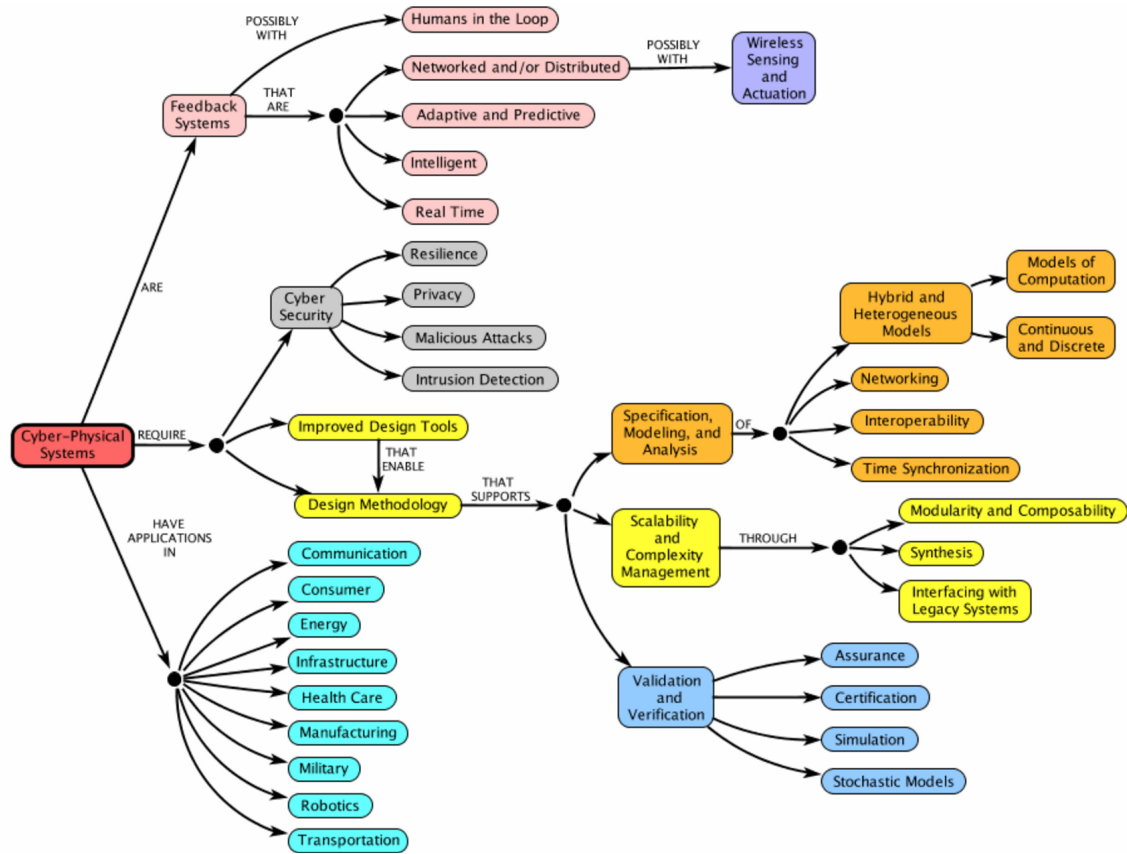 POSSIBLY
WITH
Humans in the Loop
Networked and/or Distributed
POSSIBLY
WITH
Wireless
Sensing
and
Actuation
Feedback
Systems
THAT
ARE
Adaptive and Predictive
Intelligent
Real Time
ARE
Cyber
Security
Resilience
Privacy
Malicious Attacks
Intrusion Detection
Cyber-Physical
Systems
REQUIRE
Improved Design Tools
THAT
ENABLE
Design Methodology
THAT
SUPPORTS
Specification,
Modeling, and
Analysis
OF
Hybrid and
Heterogeneous
Models
Models of
Computation
Continuous
and Discrete
Networking
Interoperability
Time Synchronization
Scalability
and
Complexity
Management
THROUGH
Modularity and Composability
Synthesis
Interfacing with
Legacy Systems
Validation
and
Verification
Assurance
Certification
Simulation
Stochastic Models
HAVE
APPLICATIONS
IN
Communication
Consumer
Energy
Infrastructure
Health Care
Manufacturing
Military
Robotics
Transportation